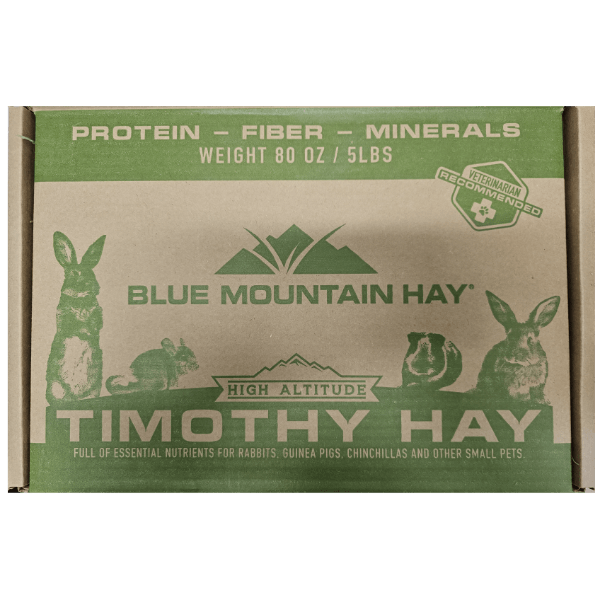 PROTEIN – FIBER – MINERALS
WEIGHT 80 OZ / 5LBS
VETERINARIAN
RECOMMENDED
BLUE MOUNTAIN HAY®
HIGH ALTITUDE
TIMOTHY HAY
FULL OF ESSENTIAL NUTRIENTS FOR RABBITS, GUINEA PIGS, CHINCHILLAS AND OTHER SMALL PETS.